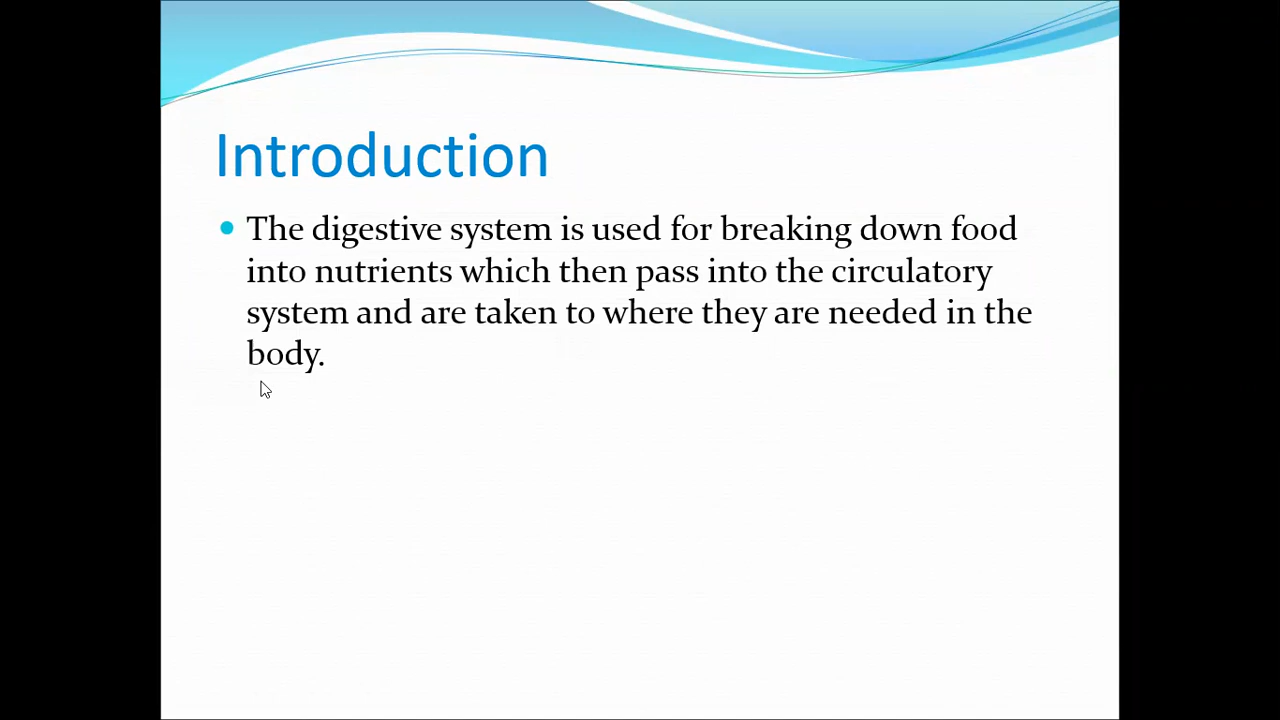 Introduction
The digestive system is used for breaking down food
into nutrients which then pass into the circulatory
system and are taken to where they are needed in the
body.